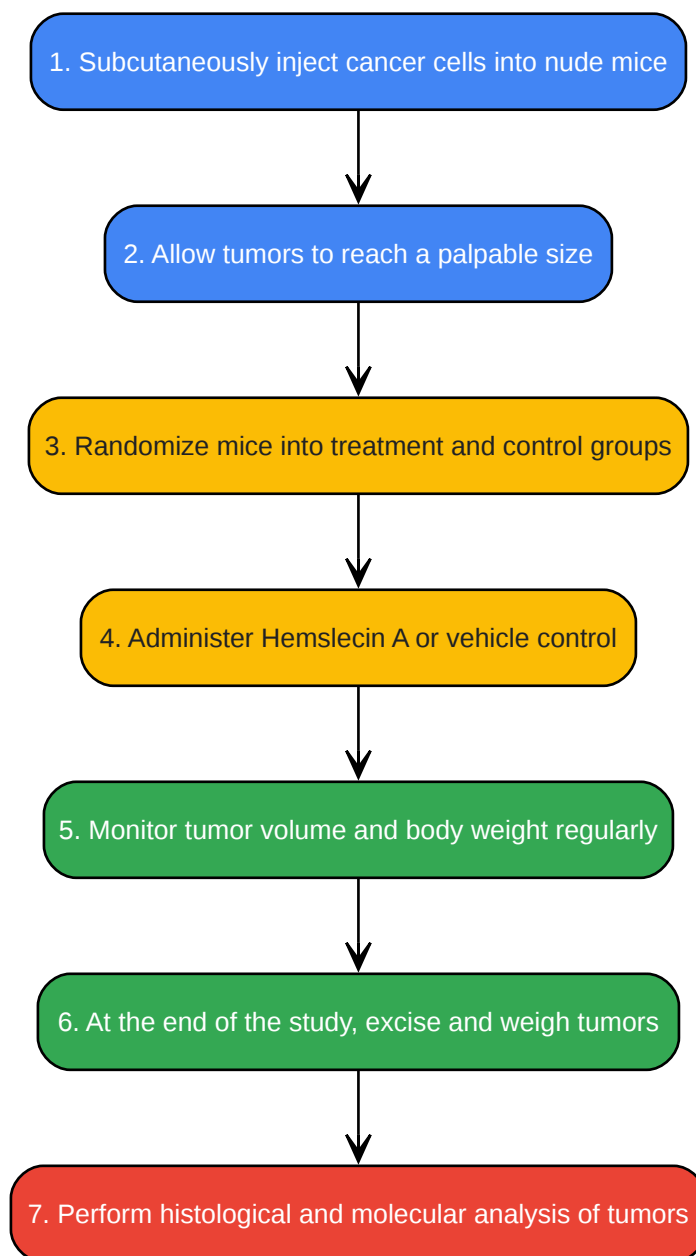 1. Subcutaneously inject cancer cells into nude mice
2. Allow tumors to reach a palpable size
3. Randomize mice into treatment and control groups
4. Administer Hemslecin A or vehicle control
5. Monitor tumor volume and body weight regularly
6. At the end of the study, excise and weigh tumors
7. Perform histological and molecular analysis of tumors